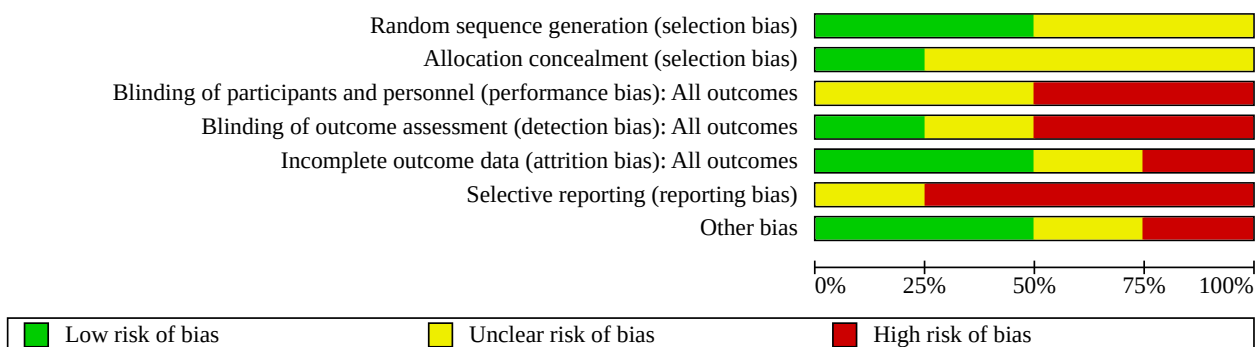 Random sequence generation (selection bias)
Allocation concealment (selection bias)
Blinding of participants and personnel (performance bias): All outcomes
Blinding of outcome assessment (detection bias): All outcomes
Incomplete outcome data (attrition bias): All outcomes
Selective reporting (reporting bias)
Other bias
0% 25% 50% 75% 100%
Low risk of bias Unclear risk of bias High risk of bias